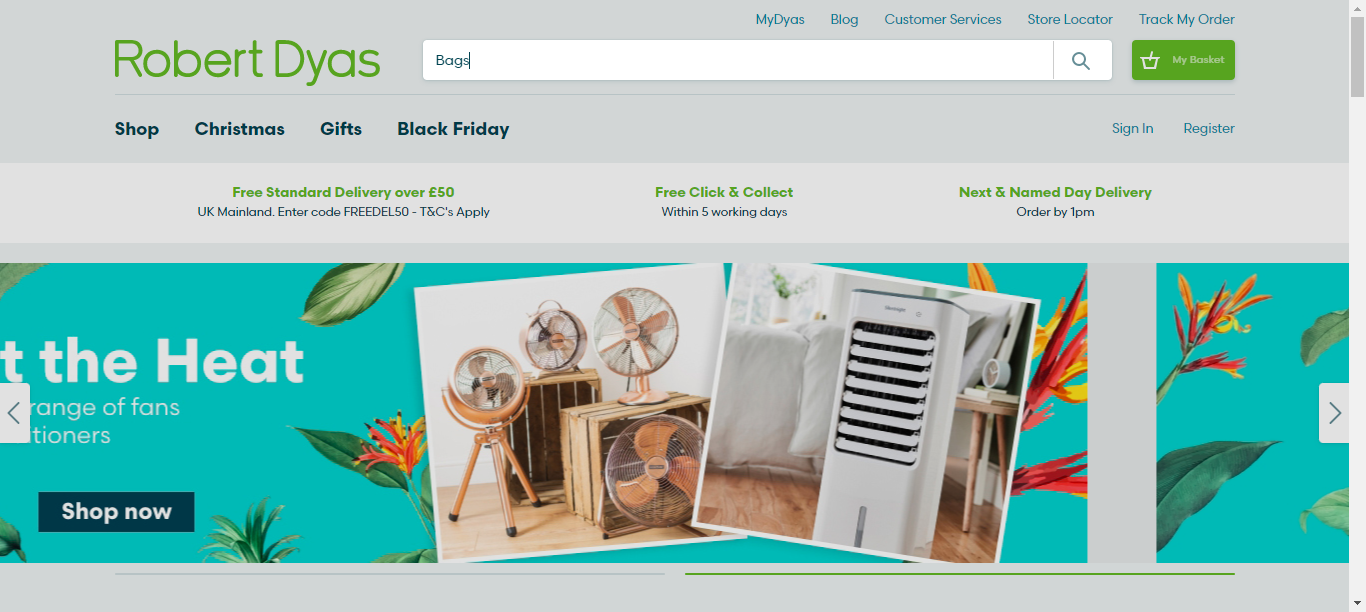 MyDyas Blog Customer Services Store Locator Track My Order
Robert Dyas
Bags
My Basket
Shop Christmas Gifts Black Friday
Sign In Register
Free Standard Delivery over £50
UK Mainland. Enter code FREEDEL50 - T&C's Apply
Free Click & Collect
Within 5 working days
Next & Named Day Delivery
Order by 1pm
t the Heat
range of fans
itioners
Shop now